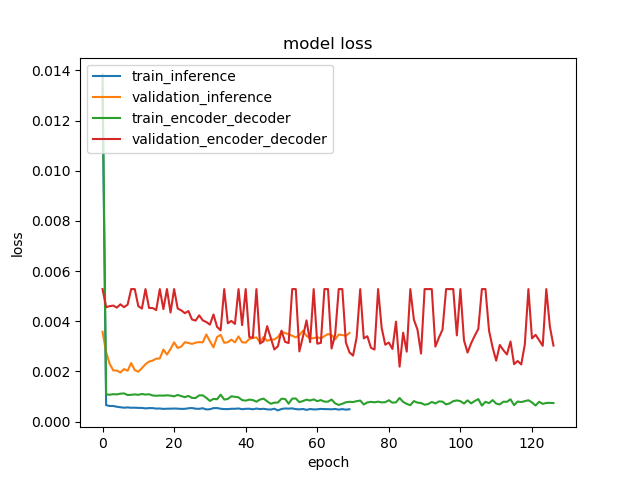 model loss
train_inference
validation_inference
train_encoder_decoder
validation_encoder_decoder
0.014
0.012
0.010
0.008
0.006
0.004
0.002
0.000
loss
0 20 40 60 80 100 120
epoch